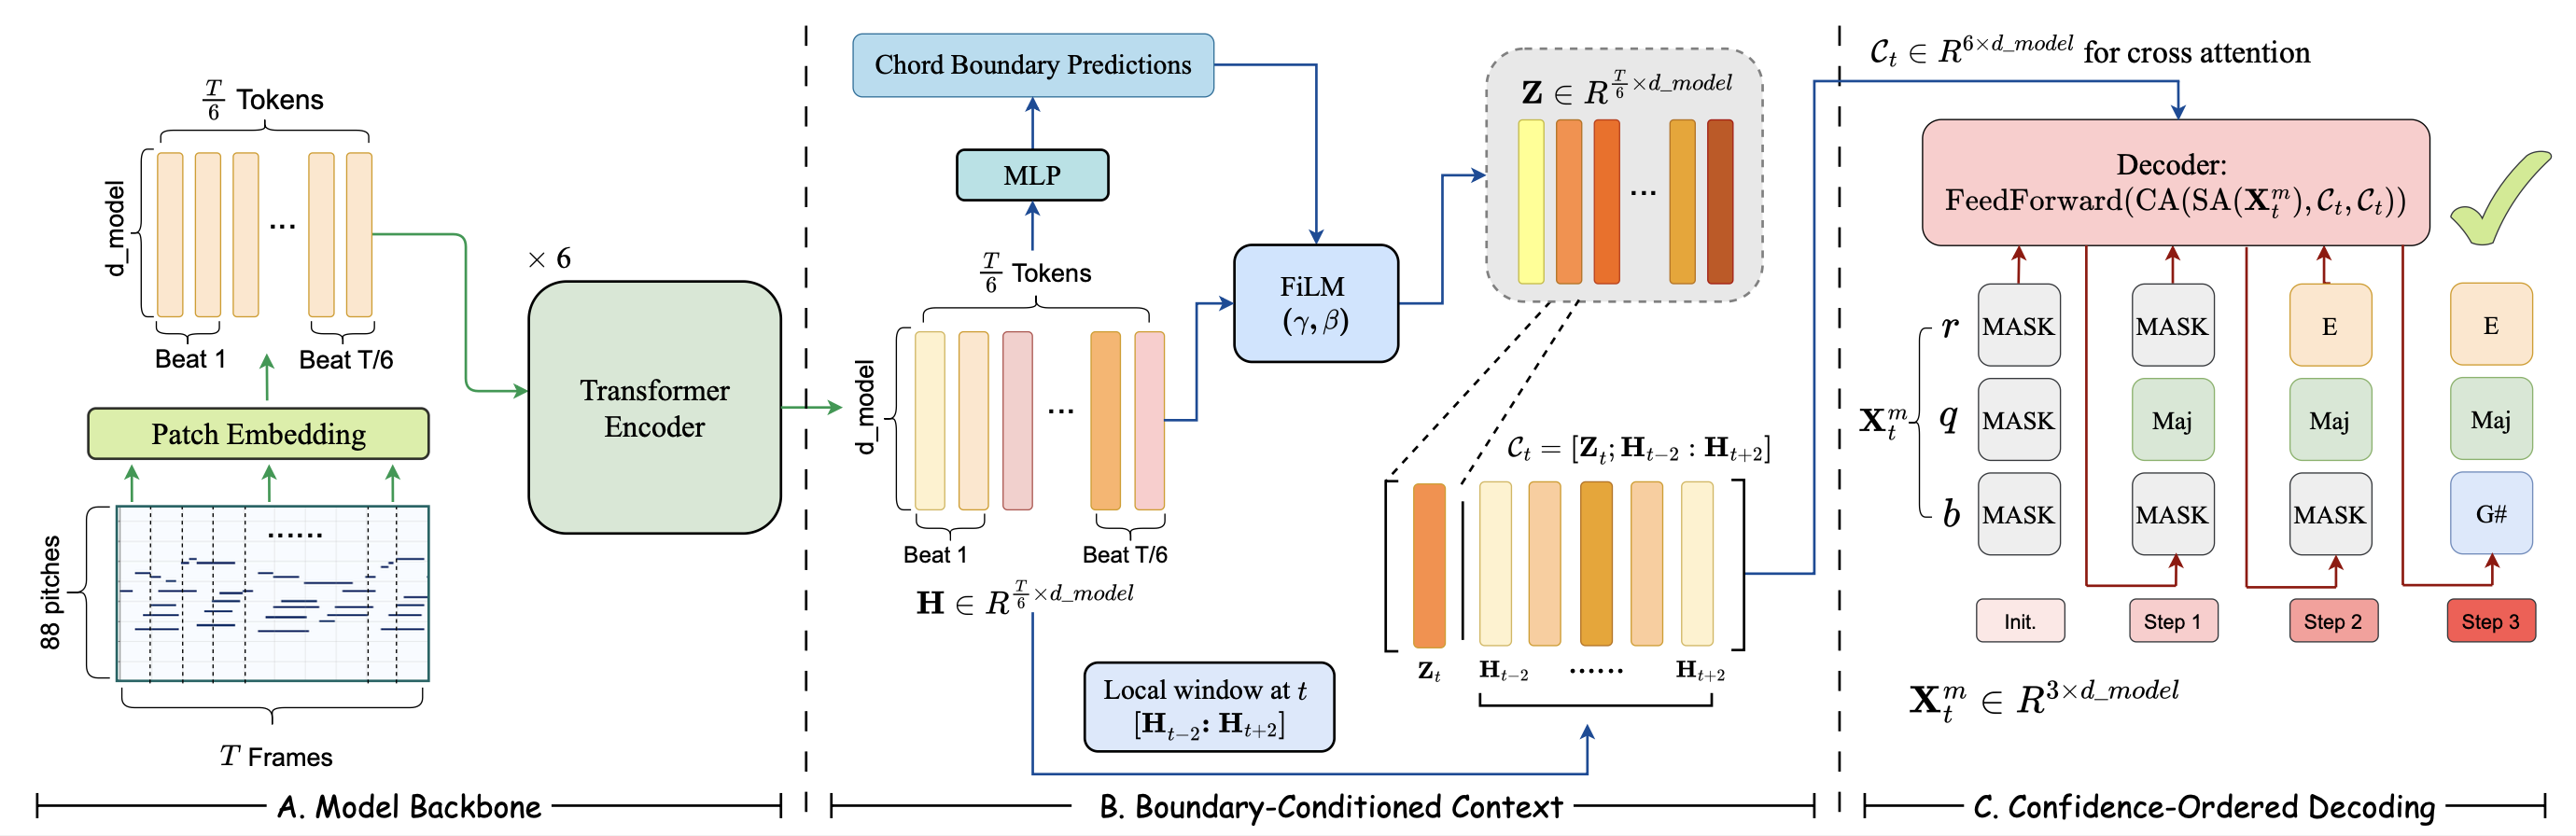 $\frac{T}{6}$ Tokens
d_model
...
Beat 1
Beat T/6
Patch Embedding
88 pitches
......
T Frames
× 6
Transformer
Encoder
A. Model Backbone
Chord Boundary Predictions
MLP
$\frac{T}{6}$ Tokens
d_model
...
Beat 1
Beat T/6
$\mathbf{H} \in R^{\frac{T}{6} \times d\_model}$
FiLM
(γ, β)
$\mathbf{Z} \in R^{\frac{T}{6} \times d\_model}$
...
$\mathcal{C}_t = [\mathbf{Z}_t; \mathbf{H}_{t-2} : \mathbf{H}_{t+2}]$
$\mathbf{Z}_t$ $\mathbf{H}_{t-2}$ ...... $\mathbf{H}_{t+2}$
Local window at t
$[\mathbf{H}_{t-2} : \mathbf{H}_{t+2}]$
B. Boundary-Conditioned Context
$\mathcal{C}_t \in R^{6 \times d\_model}$ for cross attention
Decoder:
FeedForward(CA(SA($\mathbf{X}_t^m$), $\mathcal{C}_t$, $\mathcal{C}_t$))
r MASK MASK E E
$\mathbf{X}_t^m$ q MASK Maj Maj Maj
b MASK MASK MASK G#
Init. Step 1 Step 2 Step 3
$\mathbf{X}_t^m \in R^{3 \times d\_model}$
C. Confidence-Ordered Decoding